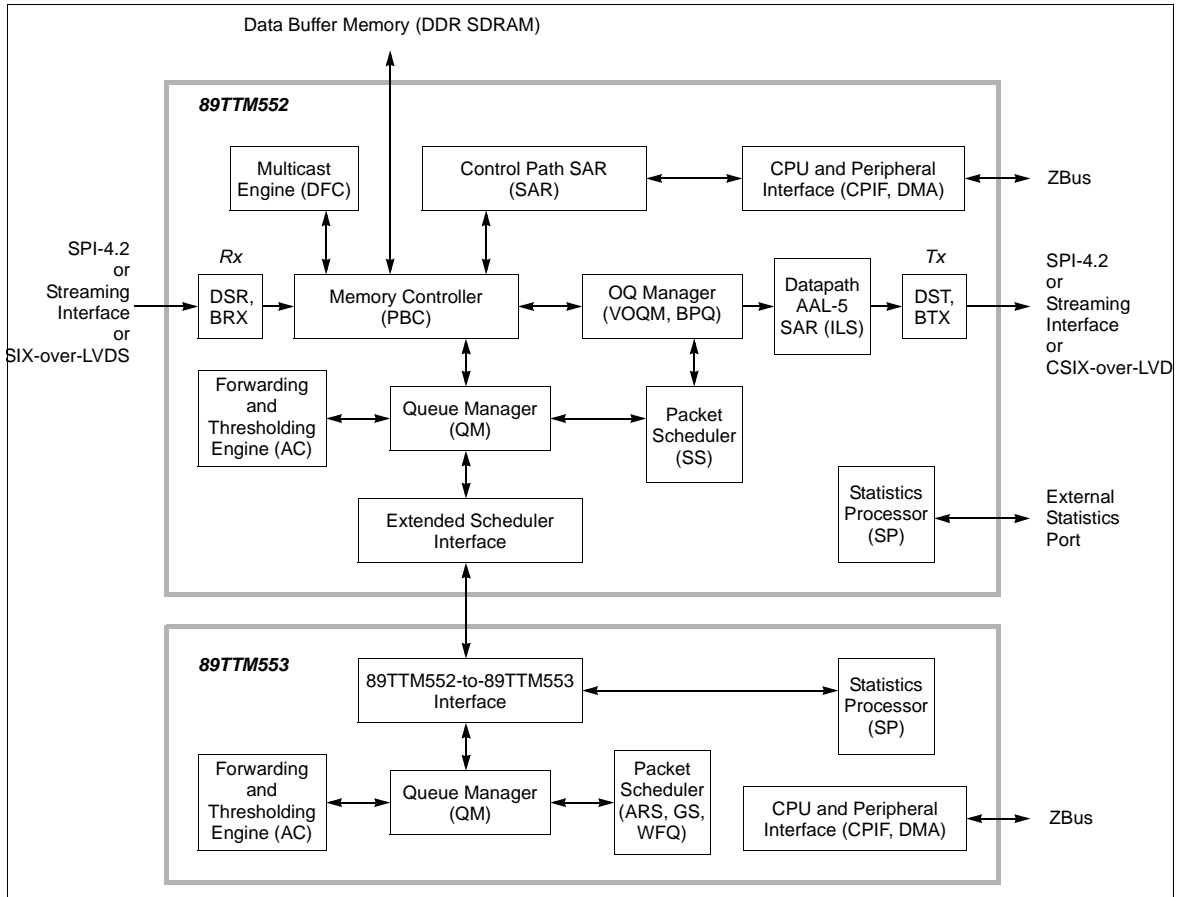 Data Buffer Memory (DDR SDRAM)
89TTM552
Multicast
Engine (DFC)
Control Path SAR
(SAR)
CPU and Peripheral
Interface (CPIF, DMA)
ZBus
SPI-4.2
or
Streaming
Interface
or
SIX-over-LVDS
Rx
DSR,
BRX
Memory Controller
(PBC)
OQ Manager
(VOQM, BPQ)
Datapath
AAL-5
SAR (ILS)
Tx
DST,
BTX
SPI-4.2
or
Streaming
Interface
or
CSIX-over-LVD
Forwarding
and
Thresholding
Engine (AC)
Queue Manager
(QM)
Packet
Scheduler
(SS)
Extended Scheduler
Interface
Statistics
Processor
(SP)
External
Statistics
Port
89TTM553
89TTM552-to-89TTM553
Interface
Statistics
Processor
(SP)
Forwarding
and
Thresholding
Engine (AC)
Queue Manager
(QM)
Packet
Scheduler
(ARS, GS,
WFQ)
CPU and Peripheral
Interface (CPIF, DMA)
ZBus